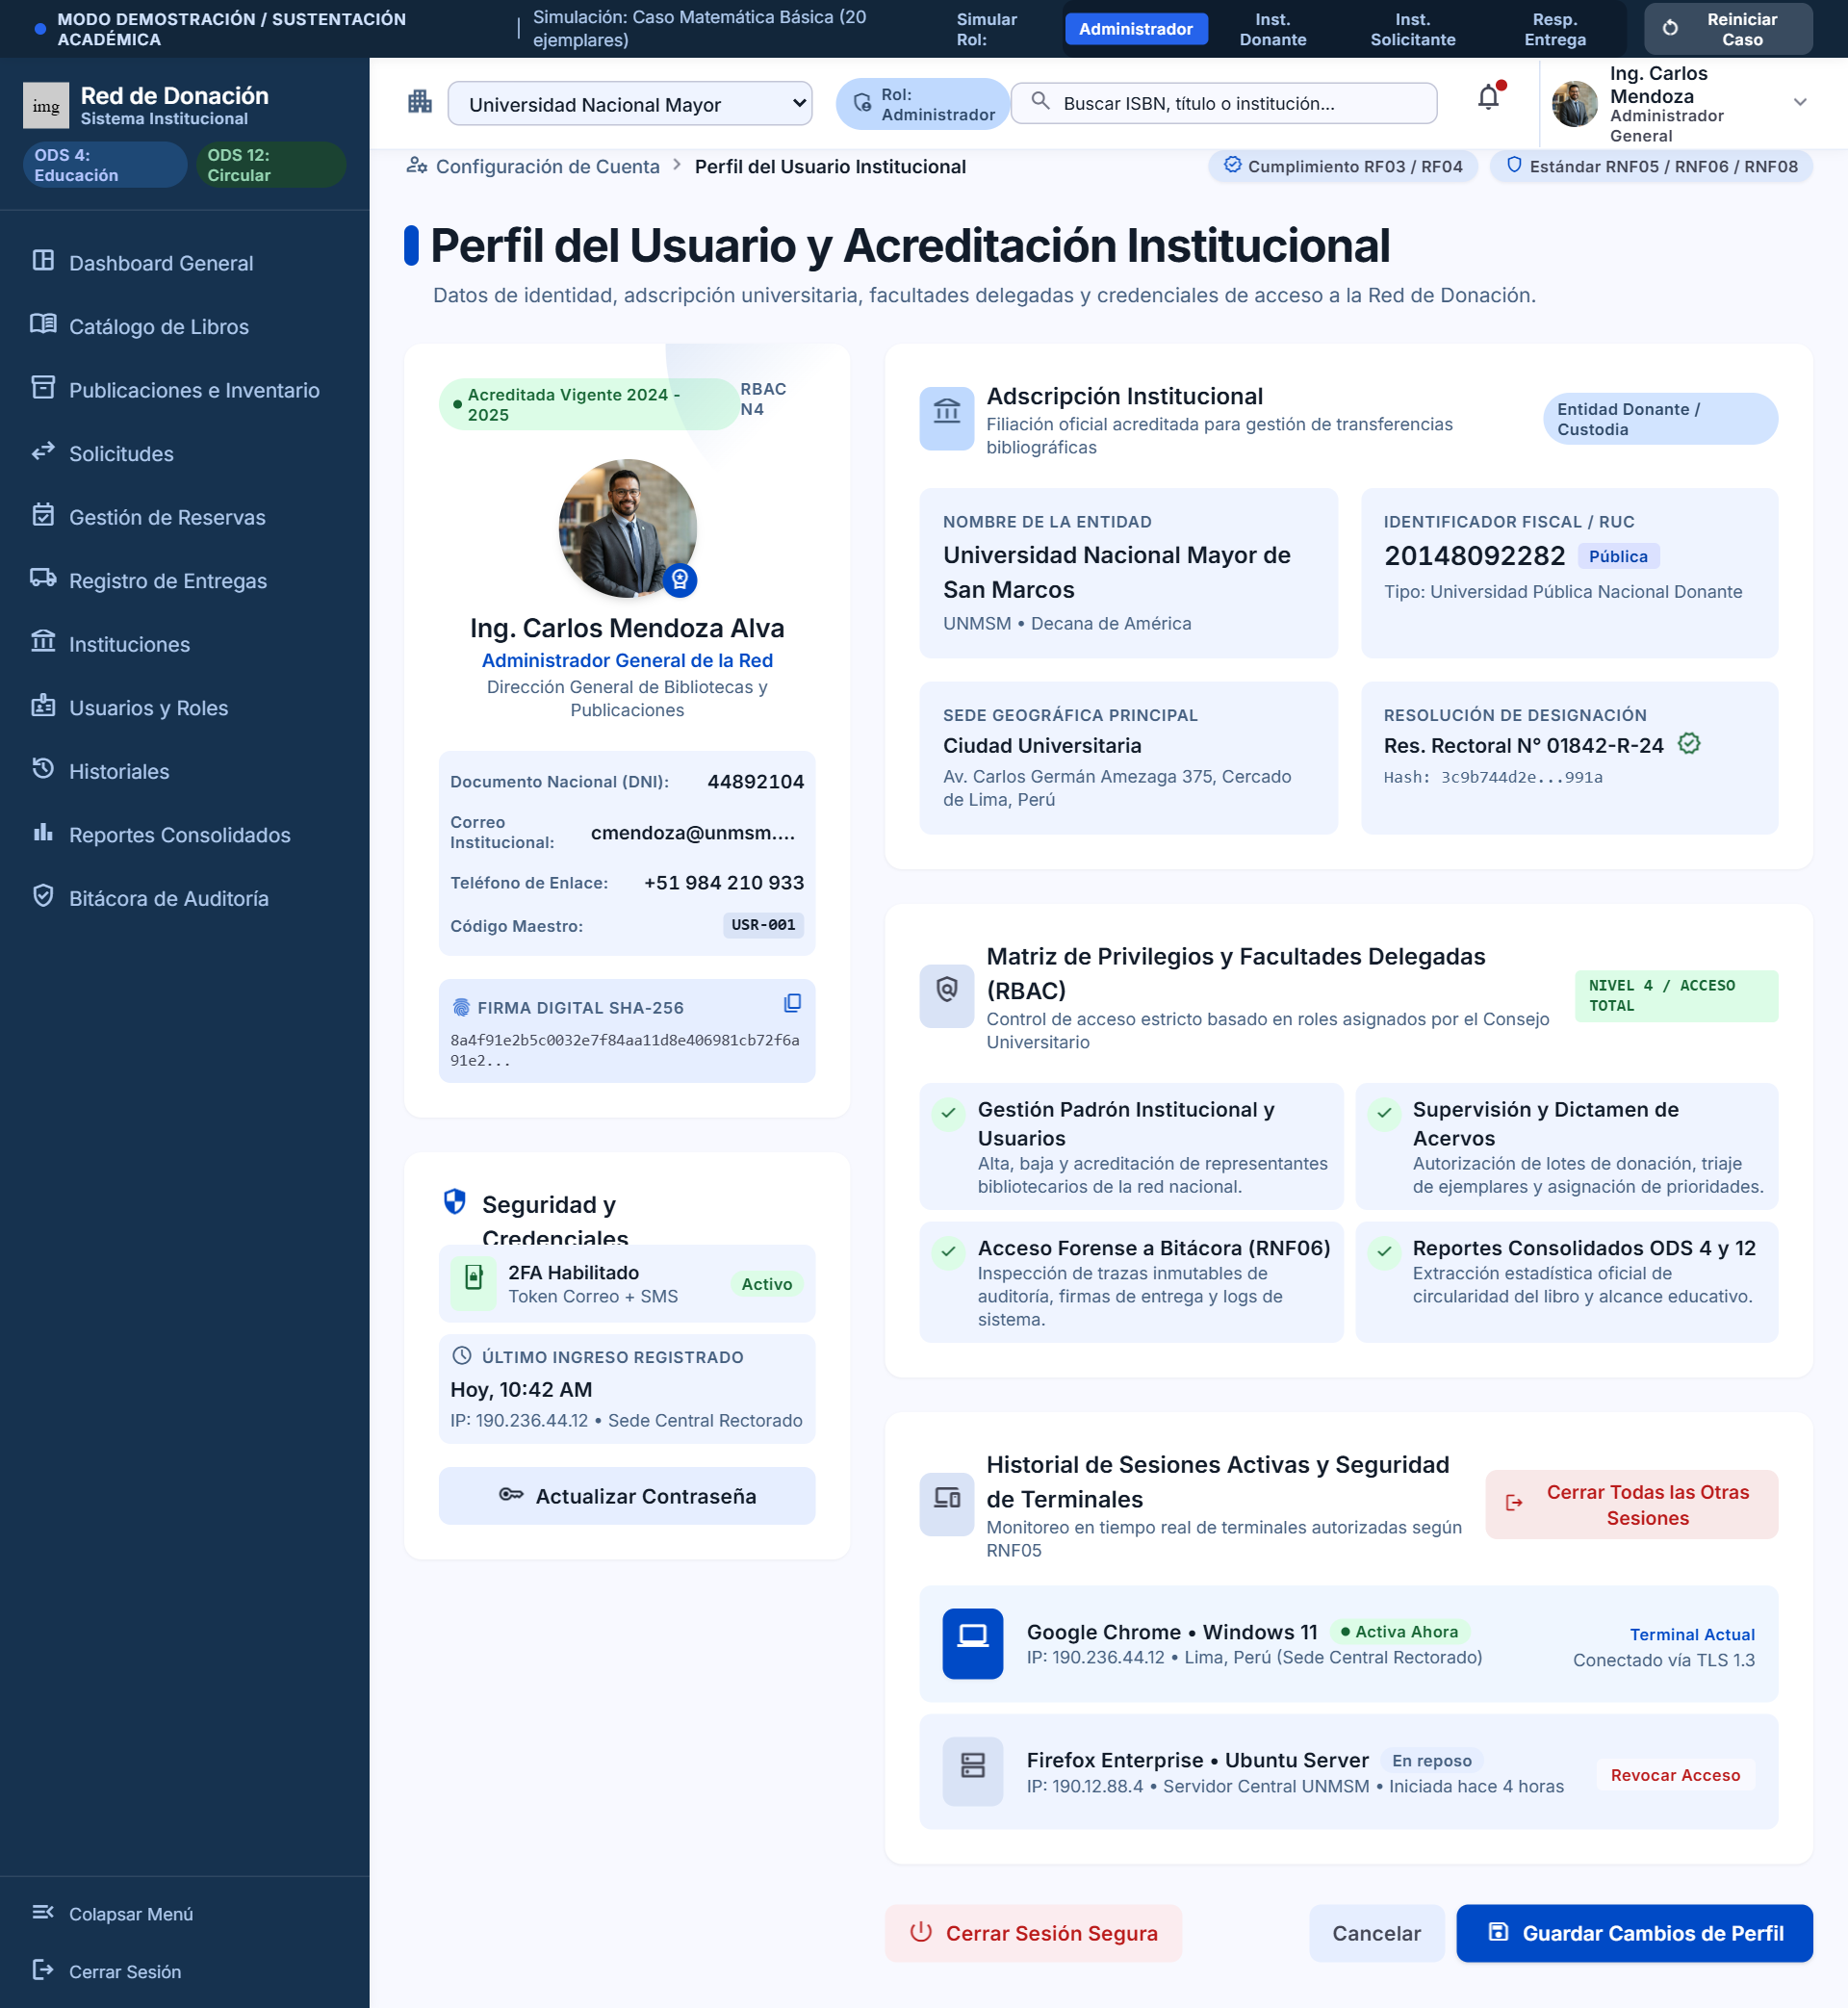 MODO DEMOSTRACIÓN / SUSTENTACIÓN
ACADÉMICA
Simulación: Caso Matemática Básica (20
ejemplares)
Simular
Rol:
Administrador
Inst.
Donante
Inst.
Solicitante
Resp.
Entrega
Reiniciar
Caso
img
Red de Donación
Sistema Institucional
ODS 4:
Educación
ODS 12:
Circular
Dashboard General
Catálogo de Libros
Publicaciones e Inventario
Solicitudes
Gestión de Reservas
Registro de Entregas
Instituciones
Usuarios y Roles
Historiales
Reportes Consolidados
Bitácora de Auditoría
Colapsar Menú
Cerrar Sesión
Universidad Nacional Mayor
Rol:
Administrador
Buscar ISBN, título o institución...
Ing. Carlos
Mendoza
Administrador
General
Configuración de Cuenta
Perfil del Usuario Institucional
Cumplimiento RF03 / RF04
Estándar RNF05 / RNF06 / RNF08
Perfil del Usuario y Acreditación Institucional
Datos de identidad, adscripción universitaria, facultades delegadas y credenciales de acceso a la Red de Donación.
Acreditada Vigente 2024 -
2025
RBAC
N4
Ing. Carlos Mendoza Alva
Administrador General de la Red
Dirección General de Bibliotecas y
Publicaciones
Documento Nacional (DNI): 44892104
Correo
Institucional:
cmendoza@unmsm....
Teléfono de Enlace: +51 984 210 933
Código Maestro: USR-001
FIRMA DIGITAL SHA-256
8a4f91e2b5c0032e7f84aa11d8e406981cb72f6a
91e2...
Seguridad y
Credenciales
2FA Habilitado
Token Correo + SMS
Activo
ÚLTIMO INGRESO REGISTRADO
Hoy, 10:42 AM
IP: 190.236.44.12 • Sede Central Rectorado
Actualizar Contraseña
Adscripción Institucional
Filiación oficial acreditada para gestión de transferencias
bibliográficas
Entidad Donante /
Custodia
NOMBRE DE LA ENTIDAD
Universidad Nacional Mayor de
San Marcos
UNMSM • Decana de América
IDENTIFICADOR FISCAL / RUC
20148092282 Pública
Tipo: Universidad Pública Nacional Donante
SEDE GEOGRÁFICA PRINCIPAL
Ciudad Universitaria
Av. Carlos Germán Amezaga 375, Cercado
de Lima, Perú
RESOLUCIÓN DE DESIGNACIÓN
Res. Rectoral N° 01842-R-24
Hash: 3c9b744d2e...991a
Matriz de Privilegios y Facultades Delegadas
(RBAC)
Control de acceso estricto basado en roles asignados por el Consejo
Universitario
NIVEL 4 / ACCESO
TOTAL
Gestión Padrón Institucional y
Usuarios
Alta, baja y acreditación de representantes
bibliotecarios de la red nacional.
Supervisión y Dictamen de
Acervos
Autorización de lotes de donación, triaje
de ejemplares y asignación de prioridades.
Acceso Forense a Bitácora (RNF06)
Inspección de trazas inmutables de
auditoría, firmas de entrega y logs de
sistema.
Reportes Consolidados ODS 4 y 12
Extracción estadística oficial de
circularidad del libro y alcance educativo.
Historial de Sesiones Activas y Seguridad
de Terminales
Monitoreo en tiempo real de terminales autorizadas según
RNF05
Cerrar Todas las Otras
Sesiones
Google Chrome • Windows 11 Activa Ahora
IP: 190.236.44.12 • Lima, Perú (Sede Central Rectorado)
Terminal Actual
Conectado vía TLS 1.3
Firefox Enterprise • Ubuntu Server En reposo
IP: 190.12.88.4 • Servidor Central UNMSM • Iniciada hace 4 horas
Revocar Acceso
Cerrar Sesión Segura
Cancelar
Guardar Cambios de Perfil